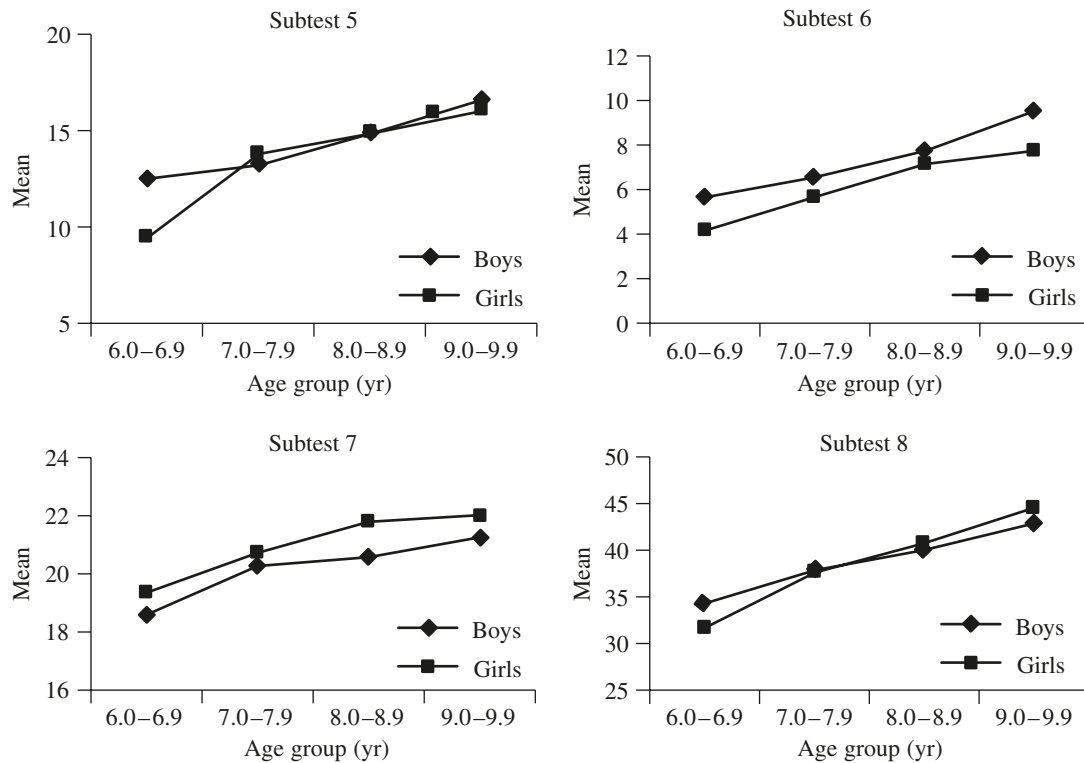 Subtest 5
20
15
10
5
Mean
Boys
Girls
6.0–6.9 7.0–7.9 8.0–8.9 9.0–9.9
Age group (yr)
Subtest 6
12
10
8
6
4
2
0
Mean
Boys
Girls
6.0–6.9 7.0–7.9 8.0–8.9 9.0–9.9
Age group (yr)
Subtest 7
24
22
20
18
16
Mean
Boys
Girls
6.0–6.9 7.0–7.9 8.0–8.9 9.0–9.9
Age group (yr)
Subtest 8
50
45
40
35
30
25
Mean
Boys
Girls
6.0–6.9 7.0–7.9 8.0–8.9 9.0–9.9
Age group (yr)